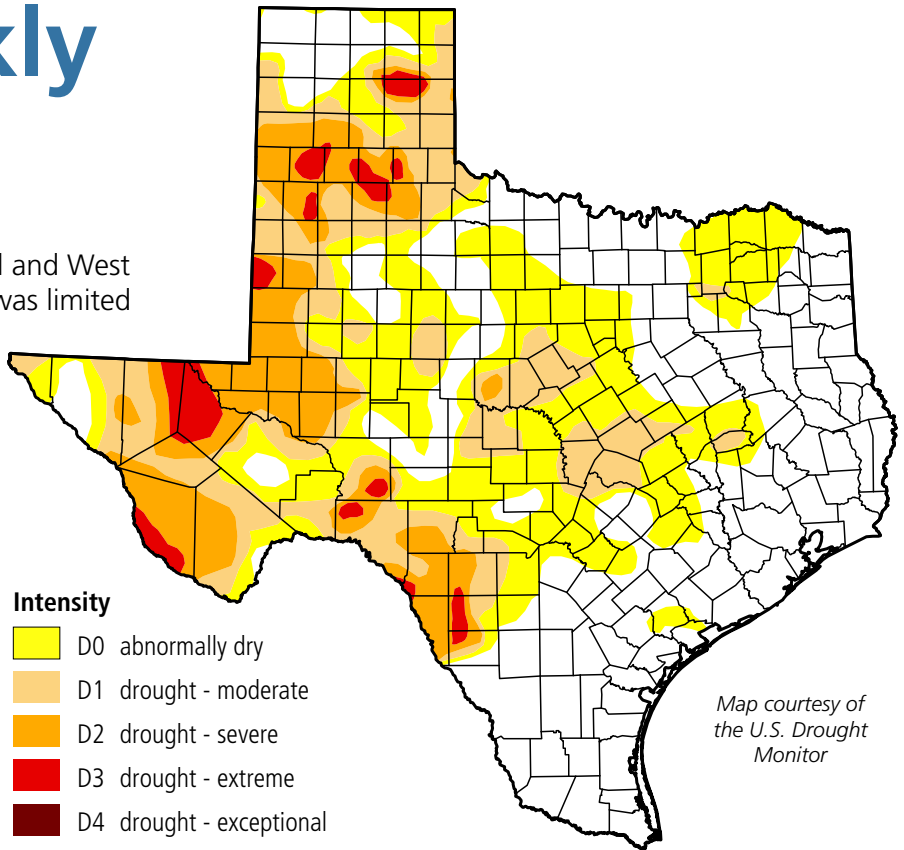 kly
d and West
was limited
Intensity
D0 abnormally dry
D1 drought - moderate
D2 drought - severe
D3 drought - extreme
D4 drought - exceptional
Map courtesy of
the U.S. Drought
Monitor